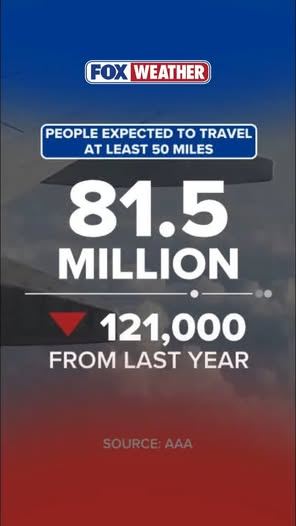 FOX WEATHER
PEOPLE EXPECTED TO TRAVEL
AT LEAST 50 MILES
81.5
MILLION
121,000
FROM LAST YEAR
SOURCE: AAA